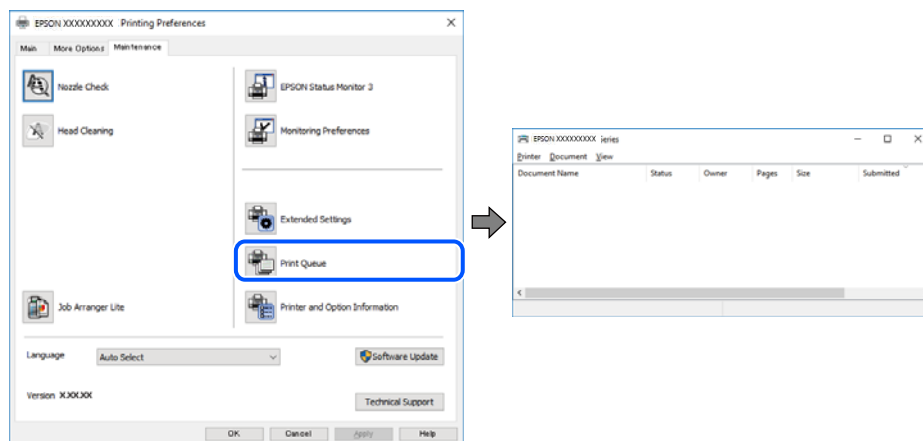 EPSON XXXXXXXXX Printing Preferences
Main More Options Maintenance
Nozzle Check
EPSON Status Monitor 3
Head Cleaning
Monitoring Preferences
Extended Settings
Print Queue
Job Arranger Lite
Printer and Option Information
Language Auto Select
Software Update
Version X.XX.XX
Technical Support
OK Cancel Apply Help
EPSON XXXXXXXXX ieries
Printer Document View
Document Name Status Owner Pages Size Submitted